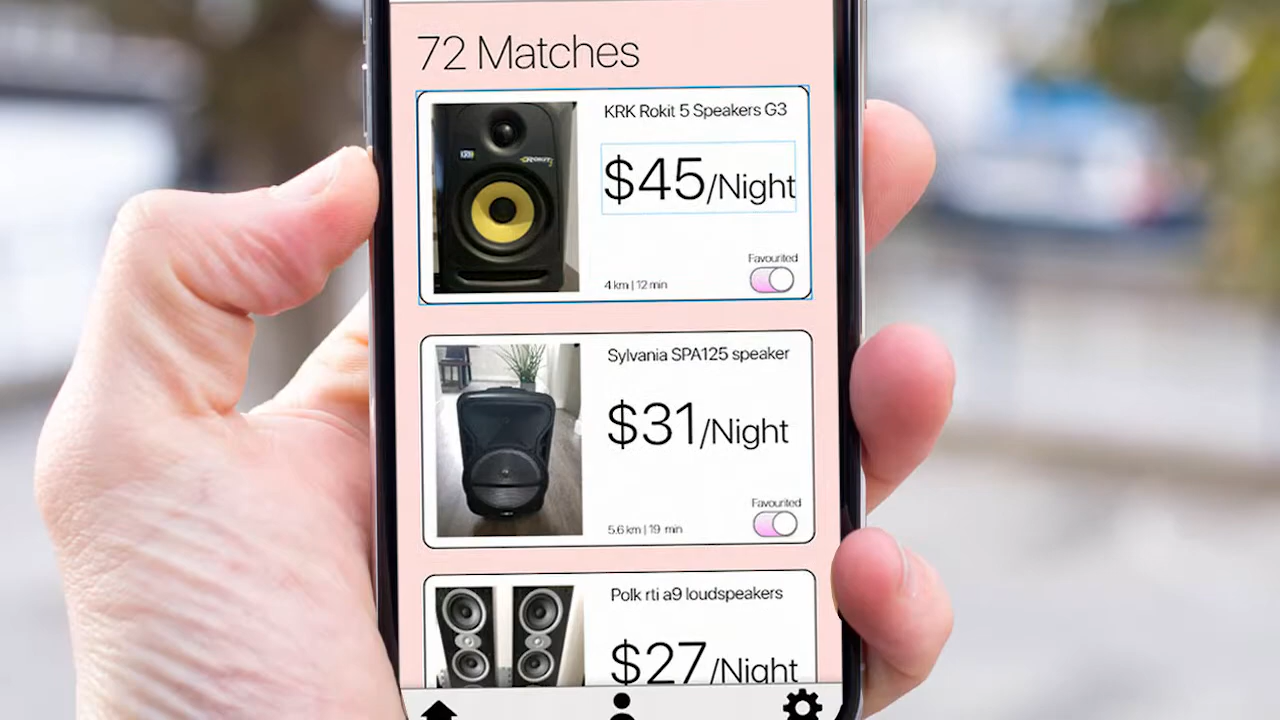 72 Matches
KRK Rokit 5 Speakers G3
$45/Night
Favourited
4 km | 12 min
Sylvania SPA125 speaker
$31/Night
Favourited
5.6 km | 19 min
Polk rti a9 loudspeakers
$27/Night